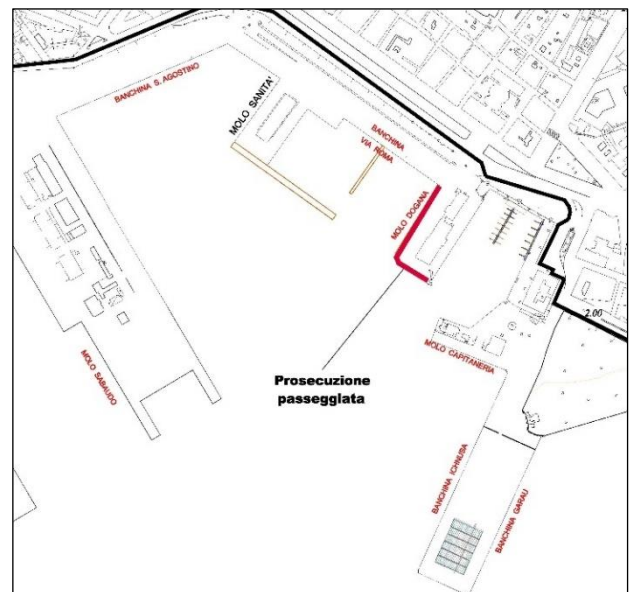 BANCHINA S. AGOSTINO
MOLO SANITA'
BANCHINA
VIA ROMA
MOLO DOGANA
2.00
MOLO CAPITANERIA
MOLO SABAUDO
Prosecuzione
passeggiata
BANCHINA ICHNUSA
BANCHINA GARAU